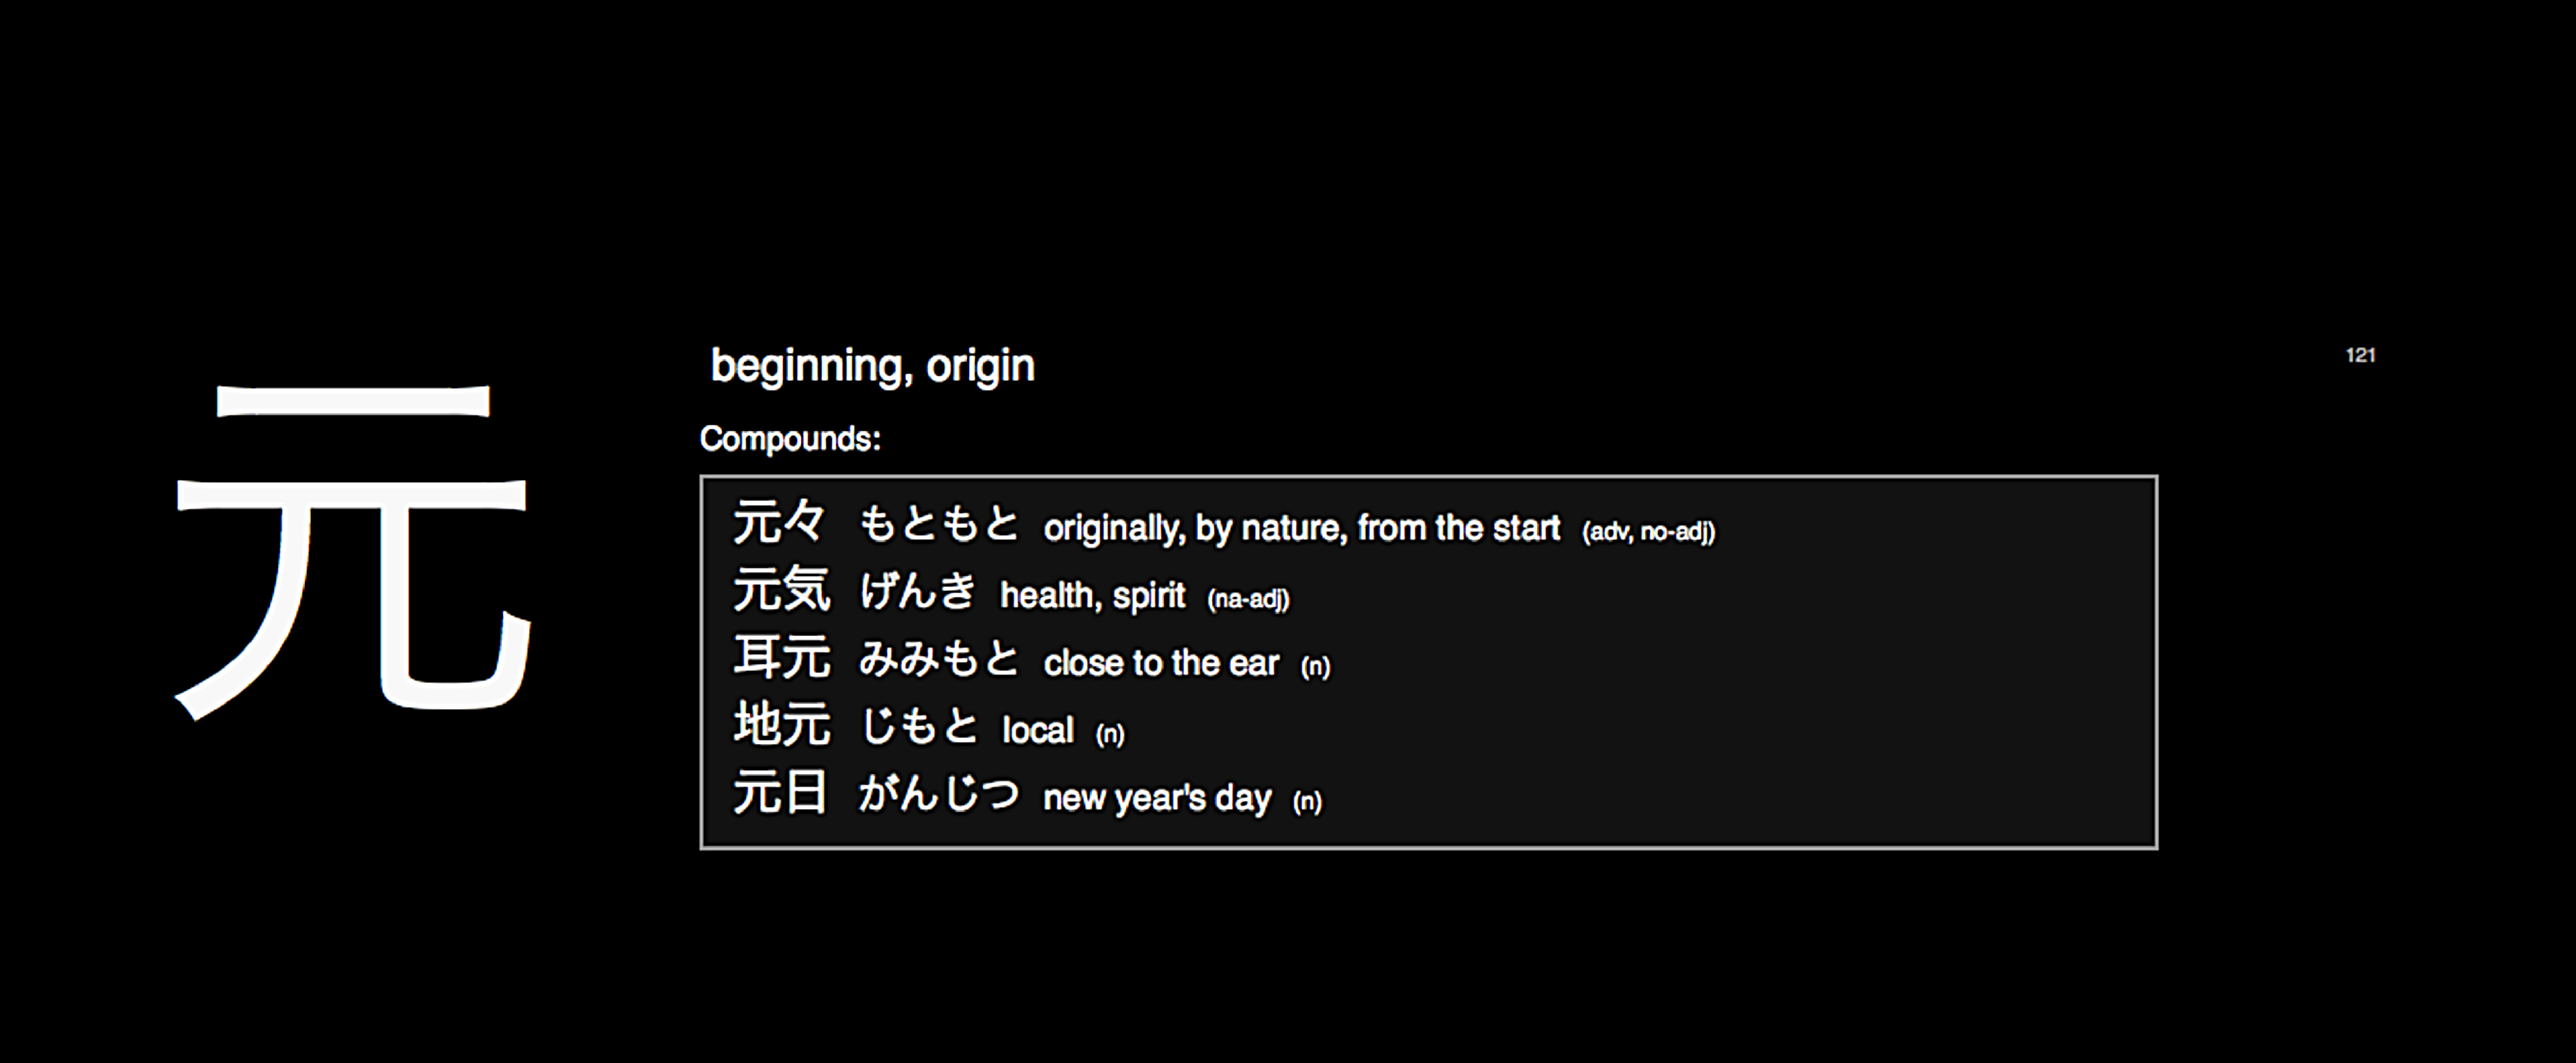 元
beginning, origin
121
Compounds:
元々 もともと originally, by nature, from the start (adv, no-adj)
元気 げんき health, spirit (na-adj)
耳元 みみもと close to the ear (n)
地元 じもと local (n)
元日 がんじつ new year's day (n)